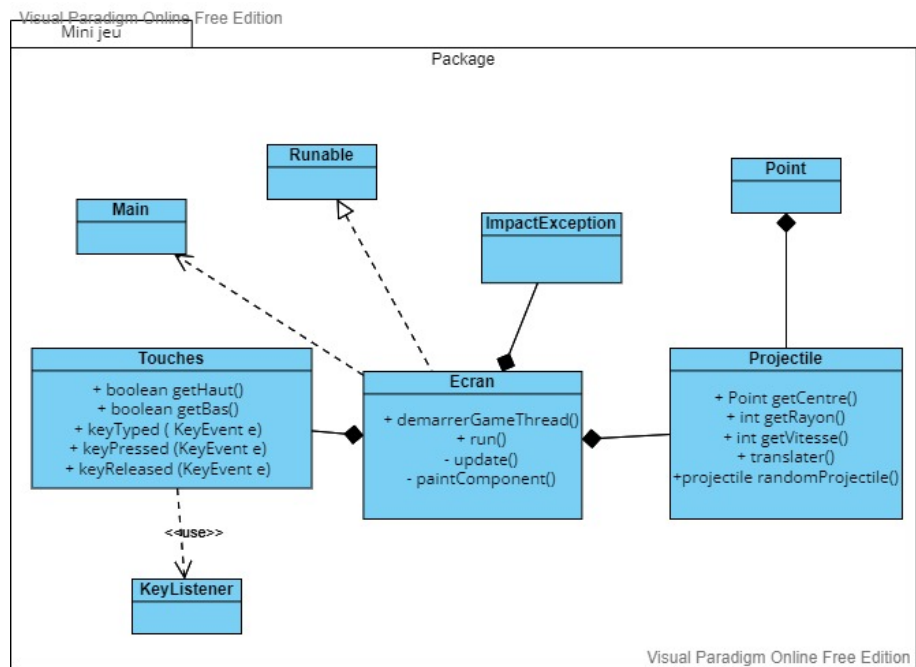 Visual Paradigm Online Free Edition
Mini jeu
Package
Runable
Point
Main
ImpactException
Touches
+ boolean getHaut()
+ boolean getBas()
+ keyTyped ( KeyEvent e)
+ keyPressed (KeyEvent e)
+ keyReleased (KeyEvent e)
Ecran
+ demarrerGameThread()
+ run()
- update()
- paintComponent()
Projectile
+ Point getCentre()
+ int getRayon()
+ int getVitesse()
+ translater()
+projectile randomProjectile()
<<use>>
KeyListener
Visual Paradigm Online Free Edition